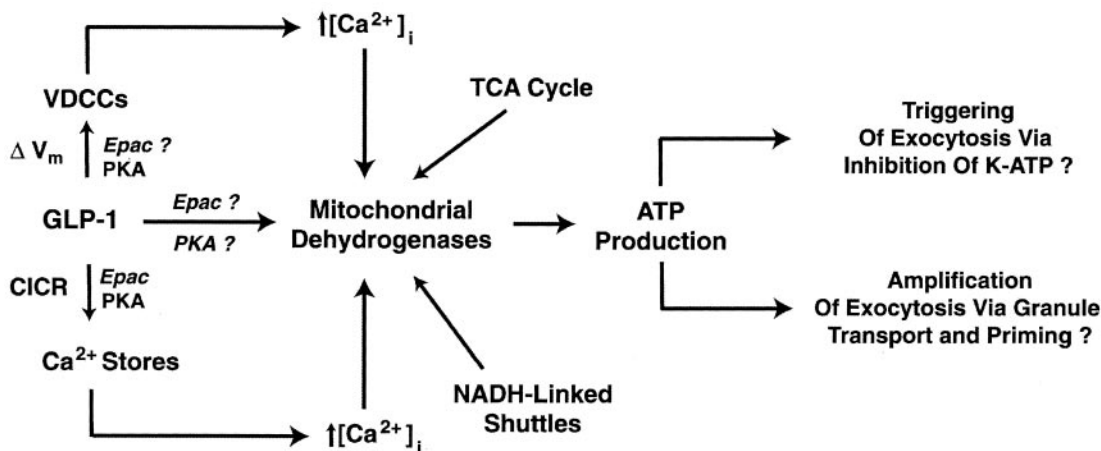 ↑[Ca²⁺]ᵢ
VDCCs
TCA Cycle
Δ Vₘ
Epac ?
PKA
Triggering
Of Exocytosis Via
Inhibition Of K-ATP ?
GLP-1
Epac ?
PKA ?
Mitochondrial
Dehydrogenases
ATP
Production
CICR
Epac
PKA
Amplification
Of Exocytosis Via Granule
Transport and Priming ?
Ca²⁺ Stores
NADH-Linked
Shuttles
↑[Ca²⁺]ᵢ